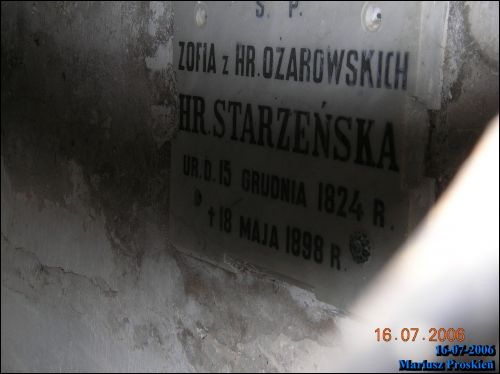 Ś. P.
ZOFIA z HR. OŻAROWSKICH
HR. STARZEŃSKA
UR. D. 15 GRUDNIA 1824 R.
† 18 MAJA 1898 R.
16.07.2006
16-07-2006
Mariusz Proskień